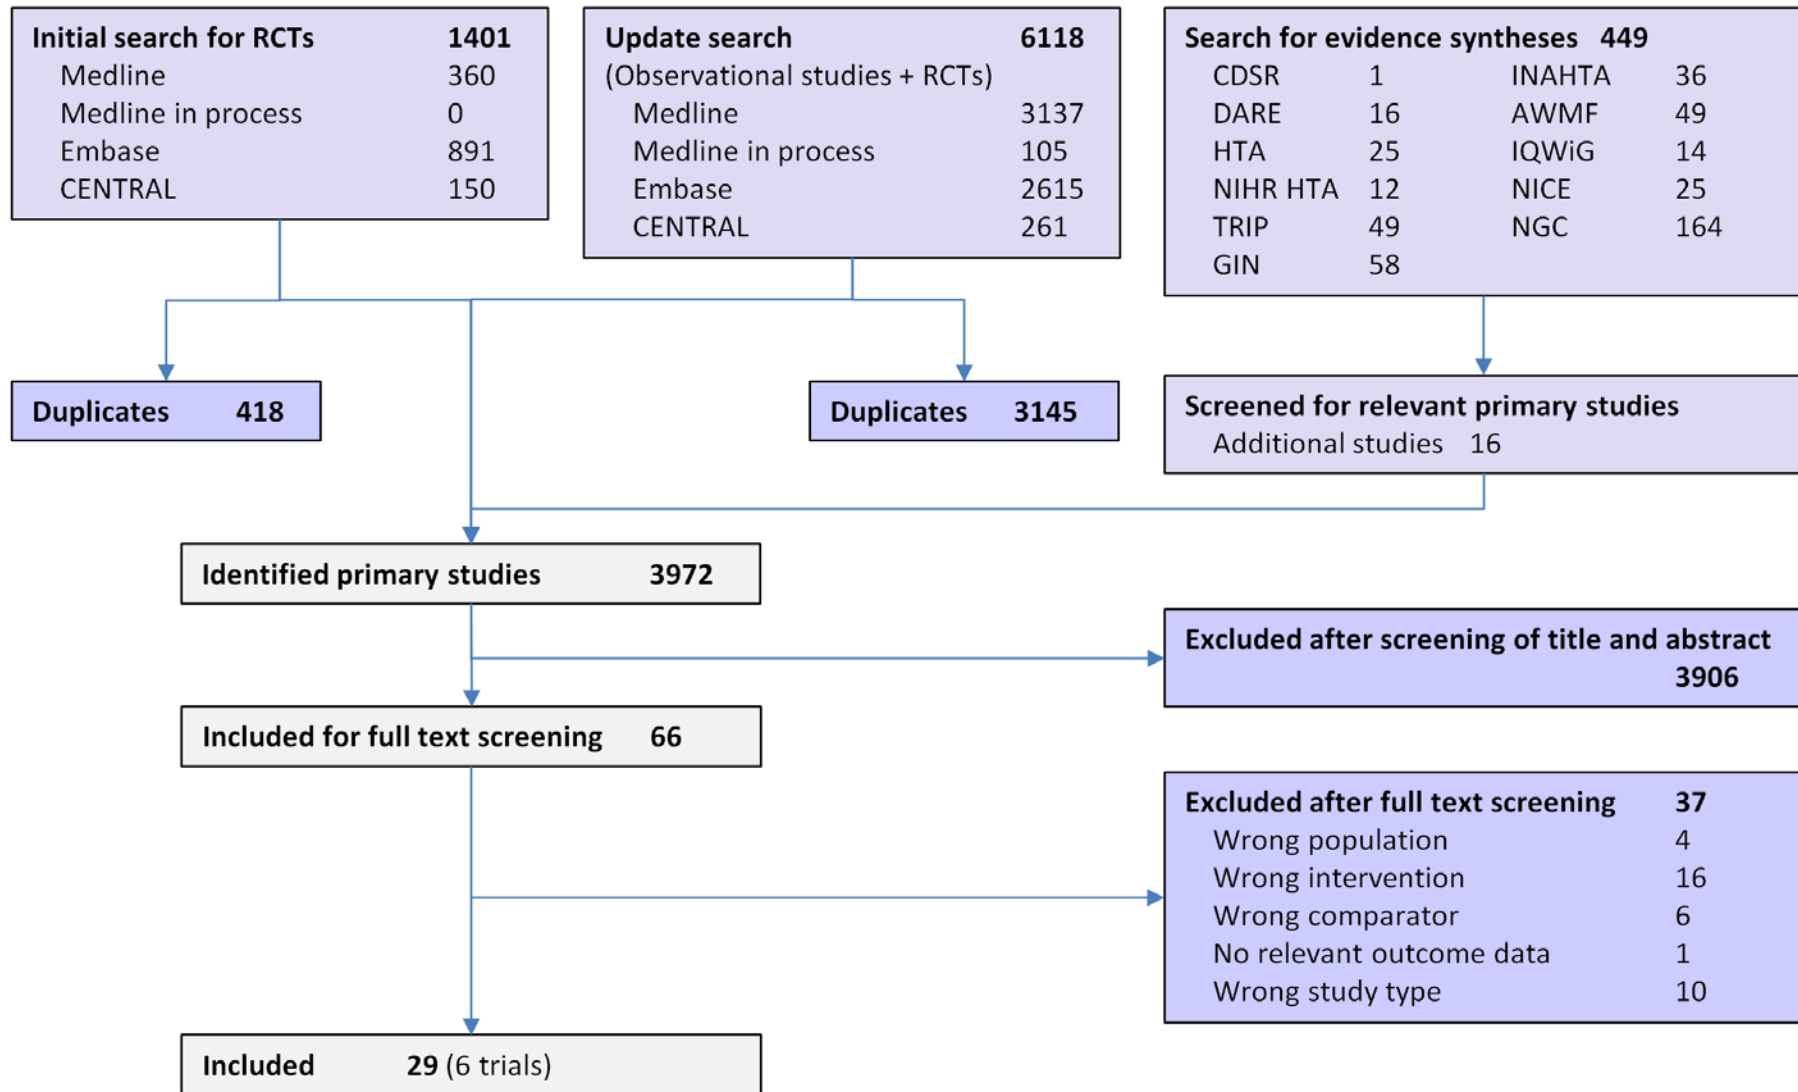 Initial search for RCTs 1401
Medline 360
Medline in process 0
Embase 891
CENTRAL 150
Update search 6118
(Observational studies + RCTs)
Medline 3137
Medline in process 105
Embase 2615
CENTRAL 261
Search for evidence syntheses 449
CDSR 1 INAHTA 36
DARE 16 AWMF 49
HTA 25 IQWiG 14
NIHR HTA 12 NICE 25
TRIP 49 NGC 164
GIN 58
Duplicates 418
Duplicates 3145
Screened for relevant primary studies
Additional studies 16
Identified primary studies 3972
Excluded after screening of title and abstract
3906
Included for full text screening 66
Excluded after full text screening 37
Wrong population 4
Wrong intervention 16
Wrong comparator 6
No relevant outcome data 1
Wrong study type 10
Included 29 (6 trials)